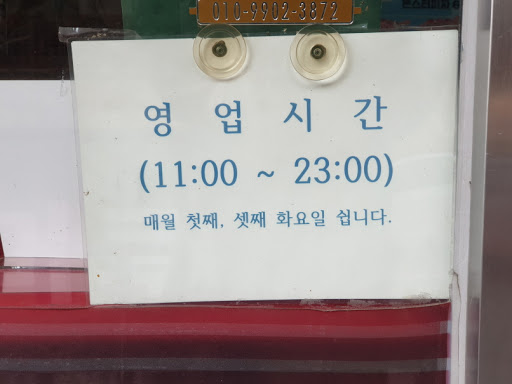 010-9902-3872
영 업 시 간
(11:00 ~ 23:00)
매월 첫째, 셋째 화요일 쉽니다.